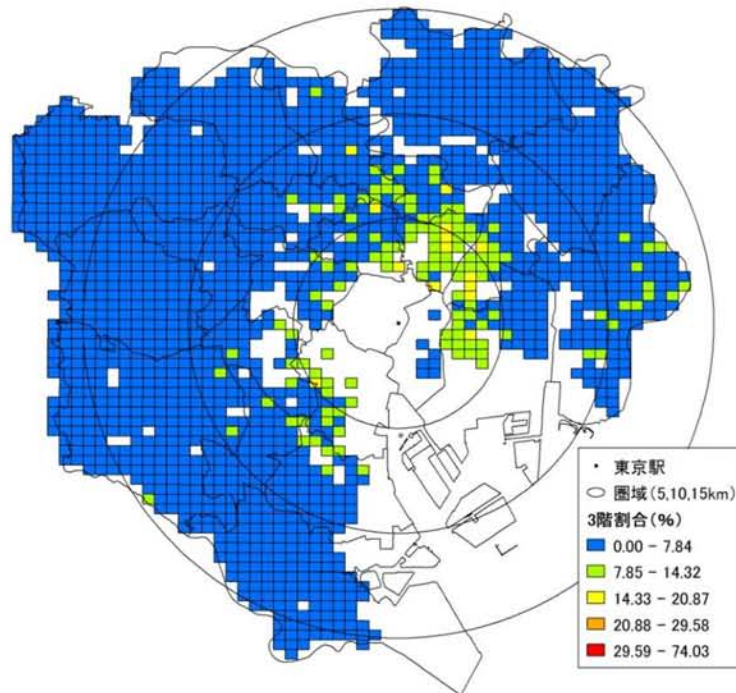 ・ 東京駅
○ 圏域(5,10,15km)
3階割合(%)
0.00 - 7.84
7.85 - 14.32
14.33 - 20.87
20.88 - 29.58
29.59 - 74.03